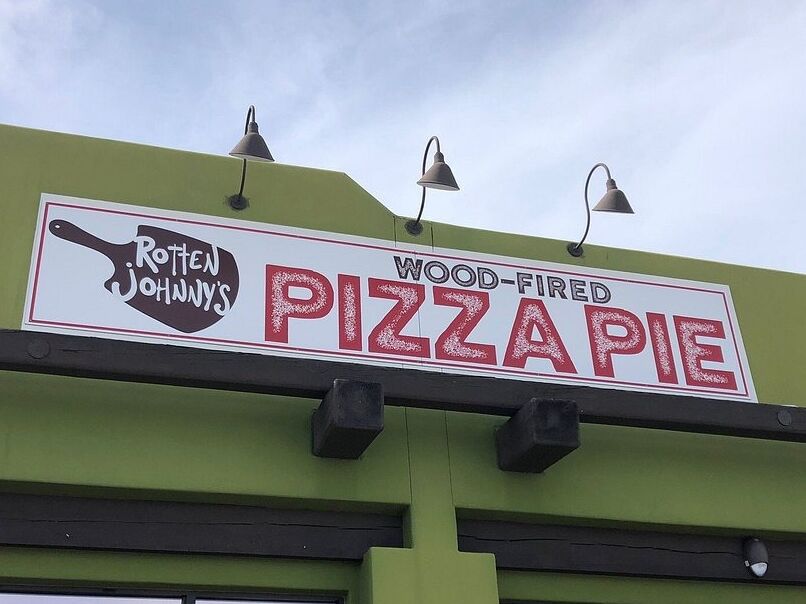 Rotten
Johnny's
WOOD-FIRED
PIZZA PIE